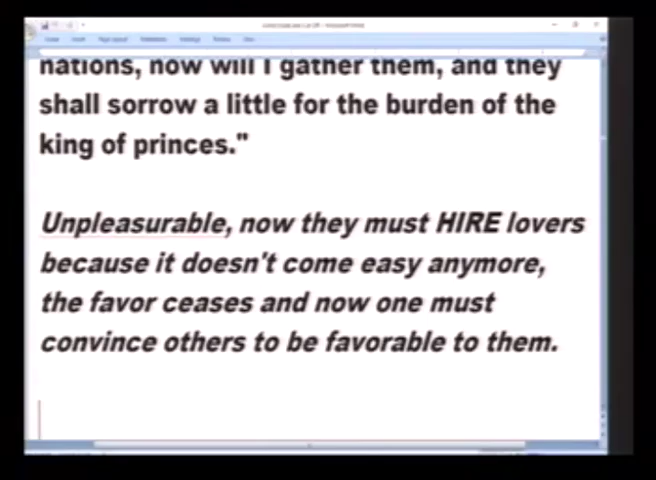 nations, now will I gather them, and they
shall sorrow a little for the burden of the
king of princes."
Unpleasurable, now they must HIRE lovers
because it doesn't come easy anymore,
the favor ceases and now one must
convince others to be favorable to them.